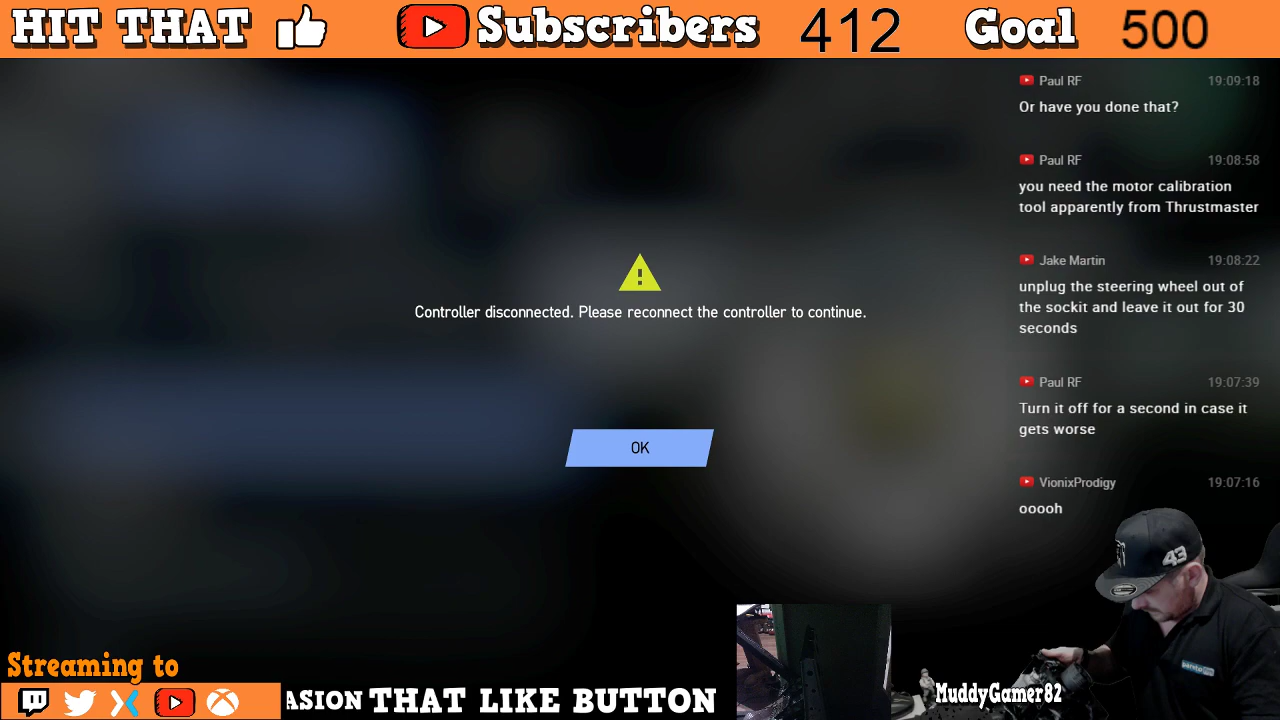 HIT THAT
Subscribers 412
Goal 500
Paul RF 19:09:18
Or have you done that?
Paul RF 19:08:58
you need the motor calibration
tool apparently from Thrustmaster
Jake Martin 19:08:22
unplug the steering wheel out of
the sockit and leave it out for 30
seconds
Paul RF 19:07:39
Turn it off for a second in case it
gets worse
VionixProdigy 19:07:16
ooooh
Controller disconnected. Please reconnect the controller to continue.
OK
43
Streaming to
ASION THAT LIKE BUTTON
MuddyGamer82